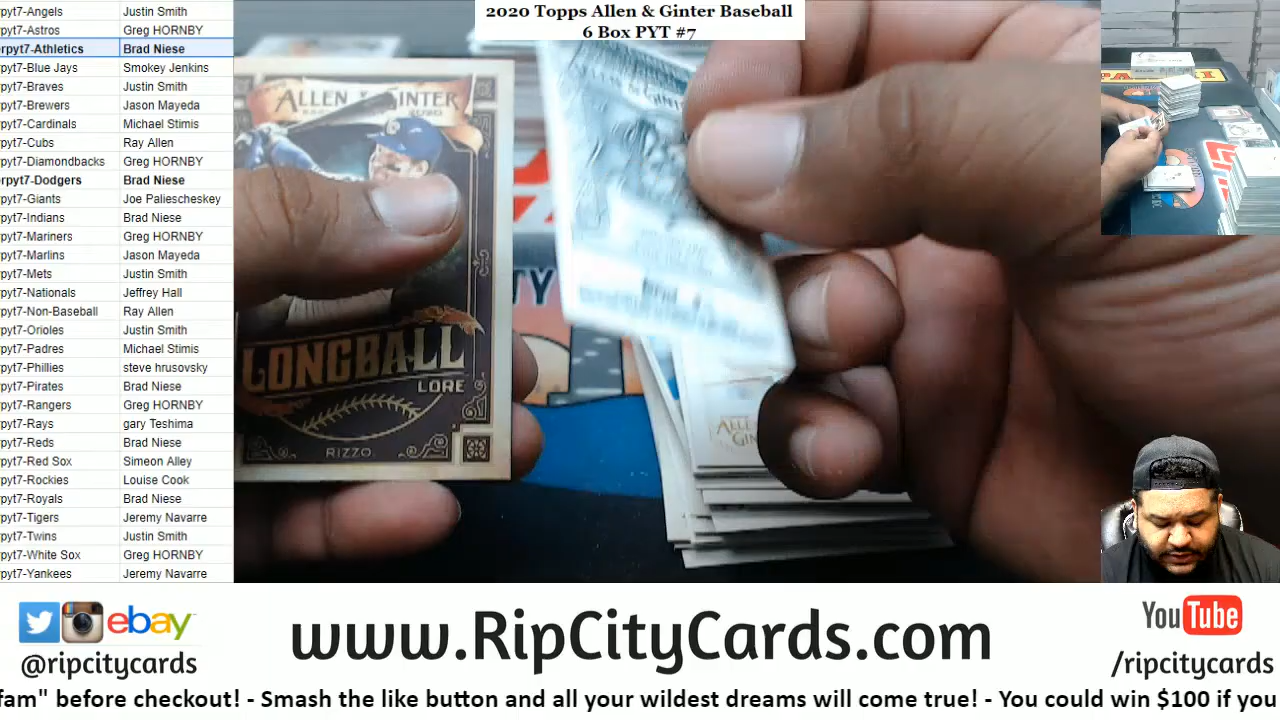 2020 Topps Allen & Ginter Baseball
6 Box PYT #7
pyt7-Angels Justin Smith
pyt7-Astros Greg HORNBY
erpyt7-Athletics Brad Niese
pyt7-Blue Jays Smokey Jenkins
pyt7-Braves Justin Smith
pyt7-Brewers Jason Mayeda
pyt7-Cardinals Michael Stimis
pyt7-Cubs Ray Allen
pyt7-Diamondbacks Greg HORNBY
erpyt7-Dodgers Brad Niese
pyt7-Giants Joe Paliescheskey
pyt7-Indians Brad Niese
pyt7-Mariners Greg HORNBY
pyt7-Marlins Jason Mayeda
pyt7-Mets Justin Smith
pyt7-Nationals Jeffrey Hall
pyt7-Non-Baseball Ray Allen
pyt7-Orioles Justin Smith
pyt7-Padres Michael Stimis
pyt7-Phillies steve hrusovsky
pyt7-Pirates Brad Niese
pyt7-Rangers Greg HORNBY
pyt7-Rays gary Teshima
pyt7-Reds Brad Niese
pyt7-Red Sox Simeon Alley
pyt7-Rockies Louise Cook
pyt7-Royals Brad Niese
pyt7-Tigers Jeremy Navarre
pyt7-Twins Justin Smith
pyt7-White Sox Greg HORNBY
pyt7-Yankees Jeremy Navarre
ALLEN & GINTER
LONGBALL
LORE
RIZZO
ebay
@ripcitycards
www.RipCityCards.com
YouTube
/ripcitycards
fam" before checkout! - Smash the like button and all your wildest dreams will come true! - You could win $100 if you